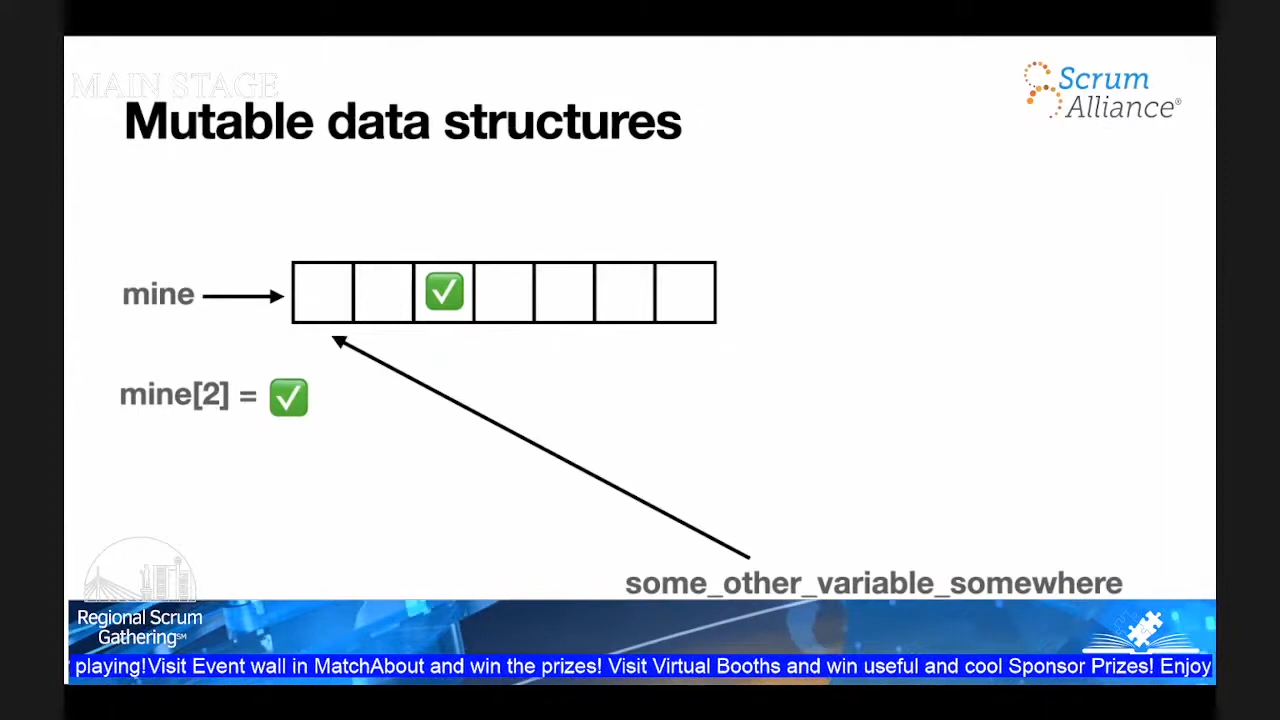 MAIN STAGE
Scrum
Alliance®
Mutable data structures
mine
mine[2] = ✅
some_other_variable_somewhere
Regional Scrum
Gathering℠
playing!Visit Event wall in MatchAbout and win the prizes! Visit Virtual Booths and win useful and cool Sponsor Prizes! Enjoy